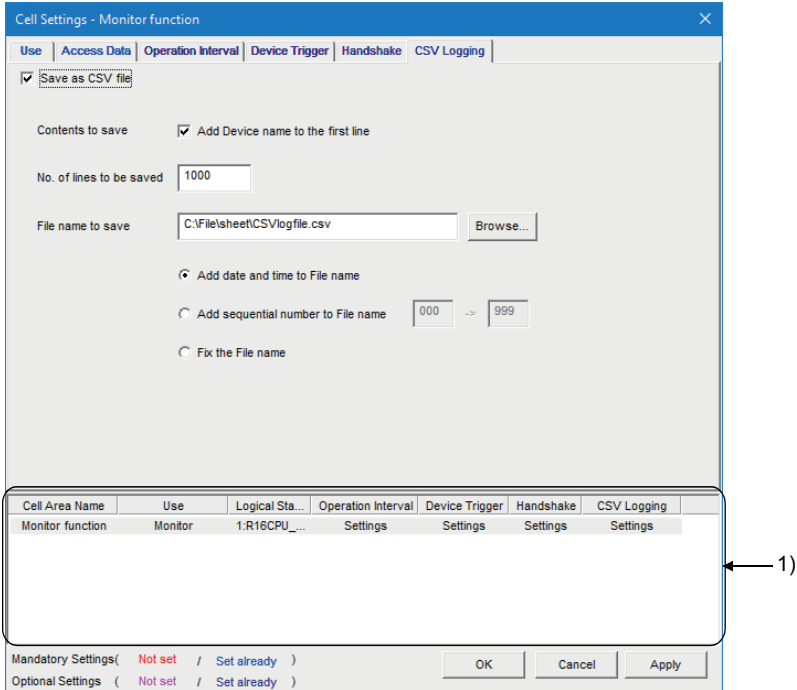 Cell Settings - Monitor function
Use Access Data Operation Interval Device Trigger Handshake CSV Logging
Save as CSV file
Contents to save Add Device name to the first line
No. of lines to be saved 1000
File name to save C:\File\sheet\CSVlogfile.csv Browse...
Add date and time to File name
Add sequential number to File name 000 -> 999
Fix the File name
Cell Area Name Use Logical Sta... Operation Interval Device Trigger Handshake CSV Logging
Monitor function Monitor 1:R16CPU_... Settings Settings Settings Settings
1)
Mandatory Settings( Not set / Set already )
OK Cancel Apply
Optional Settings ( Not set / Set already )